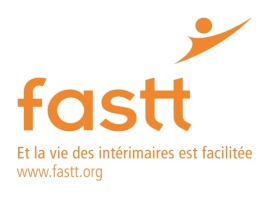 fastt
Et la vie des intérimaires est facilitée
www.fastt.org